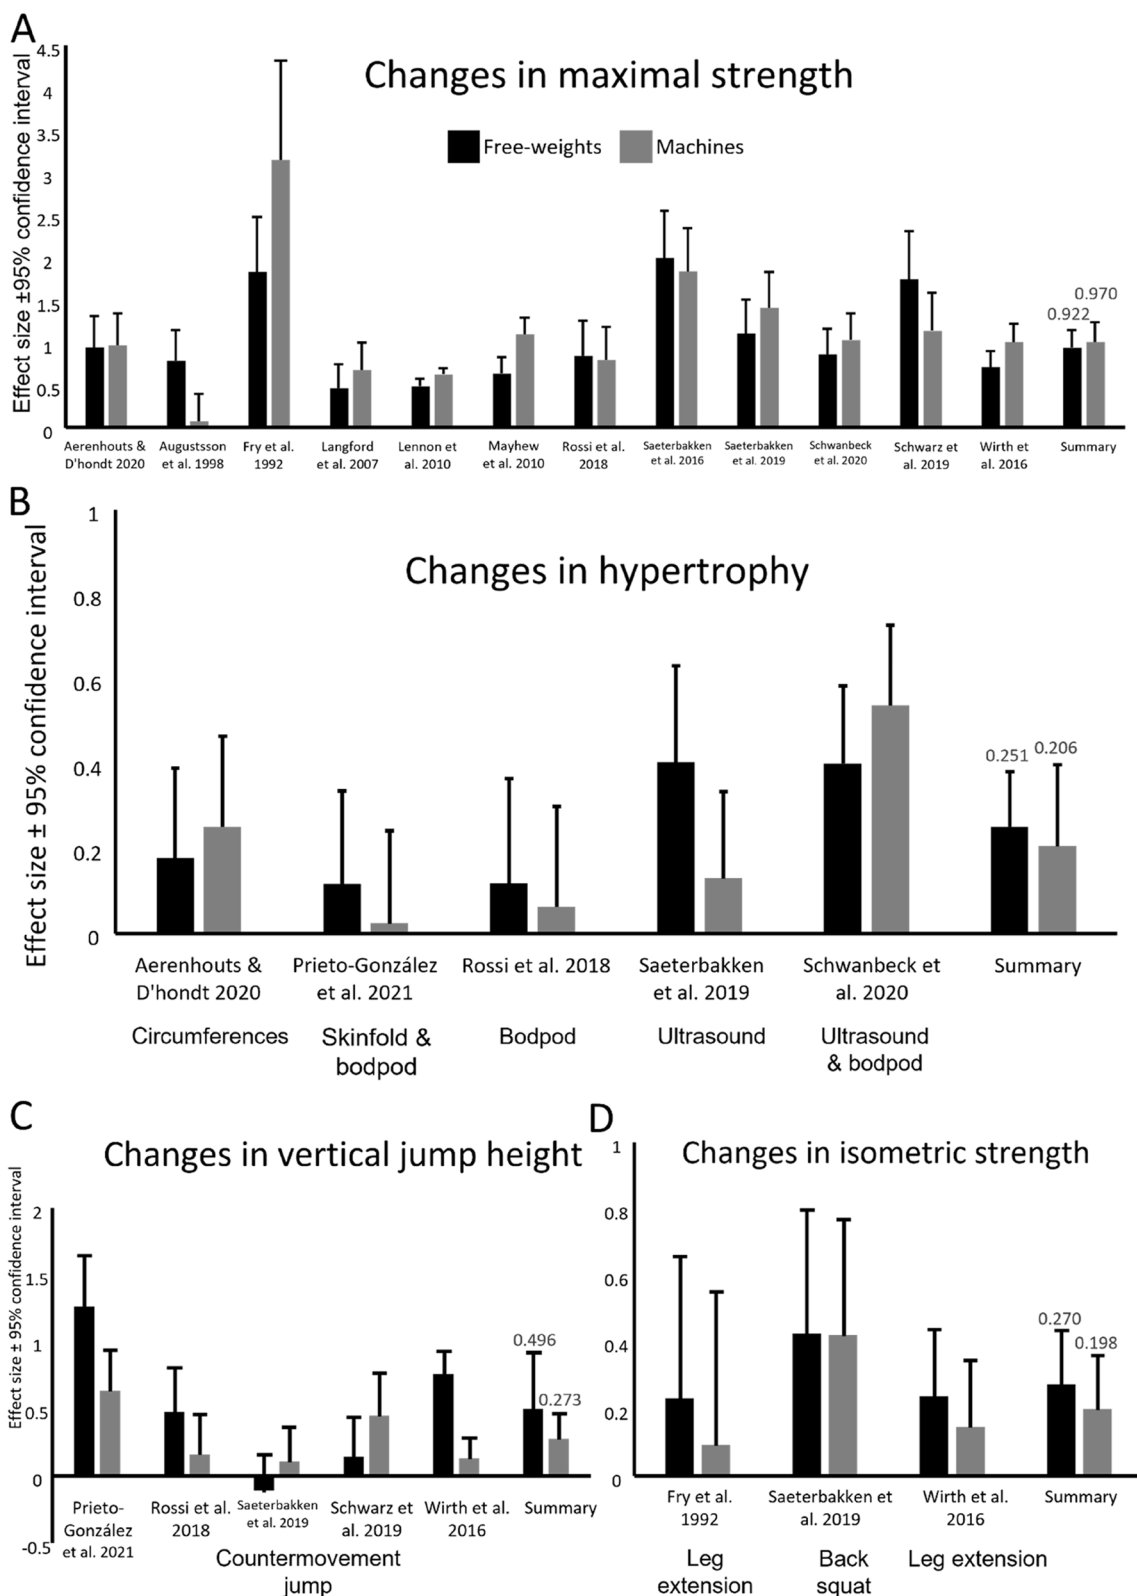 A
Changes in maximal strength
Effect size ±95% confidence interval
4.5
4
3.5
3
2.5
2
1.5
1
0.5
0
Free-weights
Machines
0.970
0.922
Aerenhouts &
D'hondt 2020
Augustsson
et al. 1998
Fry et al.
1992
Langford
et al. 2007
Lennon et
al. 2010
Mayhew
et al. 2010
Rossi et al.
2018
Saeterbakken
et al. 2016
Saeterbakken
et al. 2019
Schwanbeck
et al. 2020
Schwarz et
al. 2019
Wirth et
al. 2016
Summary
B
Changes in hypertrophy
Effect size ± 95% confidence interval
1
0.8
0.6
0.4
0.2
0
0.251
0.206
Aerenhouts &
D'hondt 2020
Circumferences
Prieto-González
et al. 2021
Skinfold &
bodpod
Rossi et al. 2018
Bodpod
Saeterbakken
et al. 2019
Ultrasound
Schwanbeck et
al. 2020
Ultrasound
& bodpod
Summary
C
Changes in vertical jump height
Effect size ± 95% confidence interval
2
1.5
1
0.5
0
-0.5
0.496
0.273
Prieto-
González
et al. 2021
Rossi et al.
2018
Saeterbakken
et al. 2019
Schwarz et
al. 2019
Wirth et al.
2016
Summary
Countermovement
jump
D
Changes in isometric strength
1
0.8
0.6
0.4
0.2
0
0.270
0.198
Fry et al.
1992
Leg
extension
Saeterbakken et
al. 2019
Back
squat
Wirth et al.
2016
Leg extension
Summary